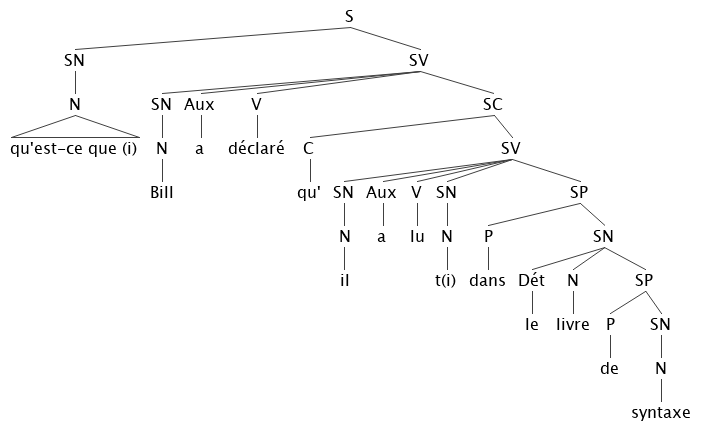 S
SN SV
N SN Aux V SC
qu'est-ce que (i) N a déclaré C SV
Bill qu' SN Aux V SN SP
N a lu N P SN
il t(i) dans Dét N SP
le livre P SN
de N
syntaxe